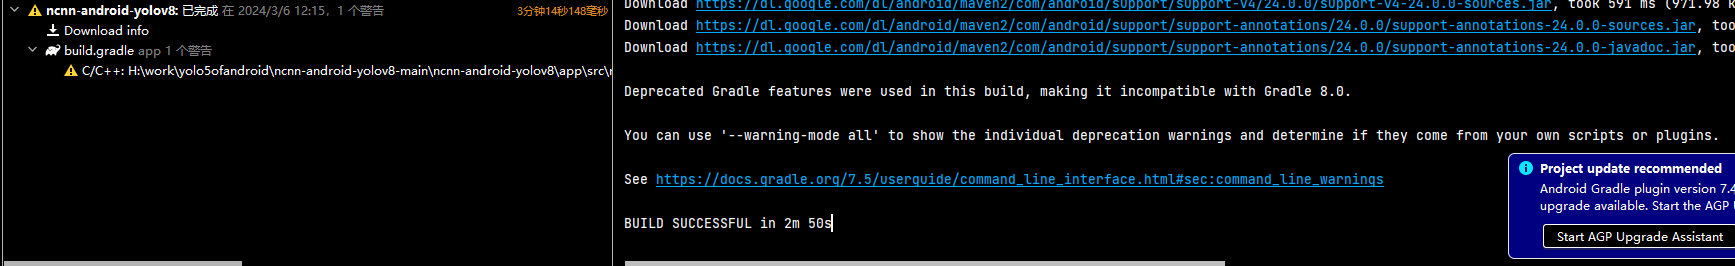 ncnn-android-yolov8: 已完成 在 2024/3/6 12:15，1 个警告 3分钟14秒148毫秒
Download info
build.gradle app 1 个警告
C/C++: H:\work\yolo5ofandroid\ncnn-android-yolov8-main\ncnn-android-yolov8\app\src\
Download https://dl.google.com/dl/android/maven2/com/android/support/support-v4/24.0.0/support-v4-24.0.0-sources.jar, took 591 ms (971.98 k
Download https://dl.google.com/dl/android/maven2/com/android/support/support-annotations/24.0.0/support-annotations-24.0.0-sources.jar, too
Download https://dl.google.com/dl/android/maven2/com/android/support/support-annotations/24.0.0/support-annotations-24.0.0-javadoc.jar, too
Deprecated Gradle features were used in this build, making it incompatible with Gradle 8.0.
You can use '--warning-mode all' to show the individual deprecation warnings and determine if they come from your own scripts or plugins.
See https://docs.gradle.org/7.5/userguide/command_line_interface.html#sec:command_line_warnings
BUILD SUCCESSFUL in 2m 50s
Project update recommended
Android Gradle plugin version 7.4
upgrade available. Start the AGP
Start AGP Upgrade Assistant